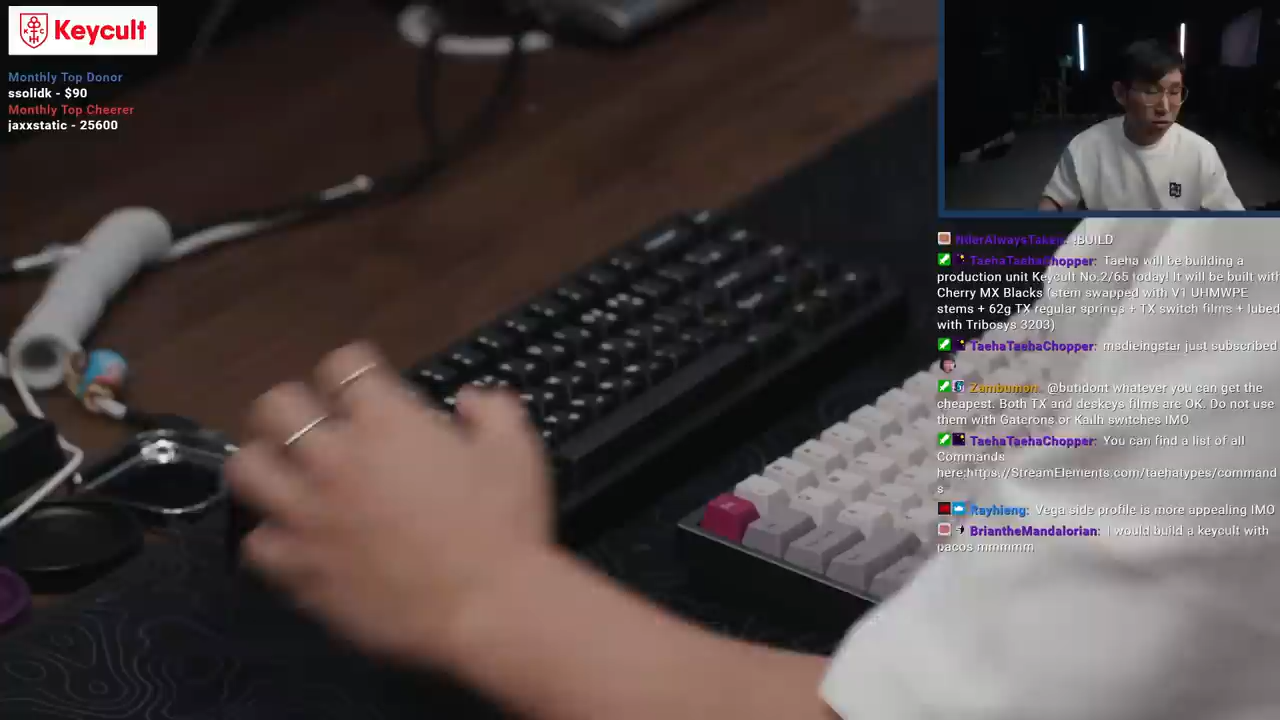 Keycult
Monthly Top Donor
ssolidk - $90
Monthly Top Cheerer
jaxxstatic - 25600
!BUILD
TaehaTaehaChopper: Taeha will be building a
production unit Keycult No.2/65 today! It will be built with
Cherry MX Blacks (stem swapped with V1 UHMWPE
stems + 62g TX regular springs + TX switch films + lubed
with Tribosys 3203)
TaehaTaehaChopper: msdieingster just subscribed
Zambumon: @butidont whatever you can get the
cheapest. Both TX and deskeys films are OK. Do not use
them with Gaterons or Kailh switches IMO
TaehaTaehaChopper: You can find a list of all
Commands
here:https://StreamElements.com/taehatypes/command
s
Rayhieng: Vega side profile is more appealing IMO
BriantheMandalorian: I would build a keycult with
pacos mmmmm